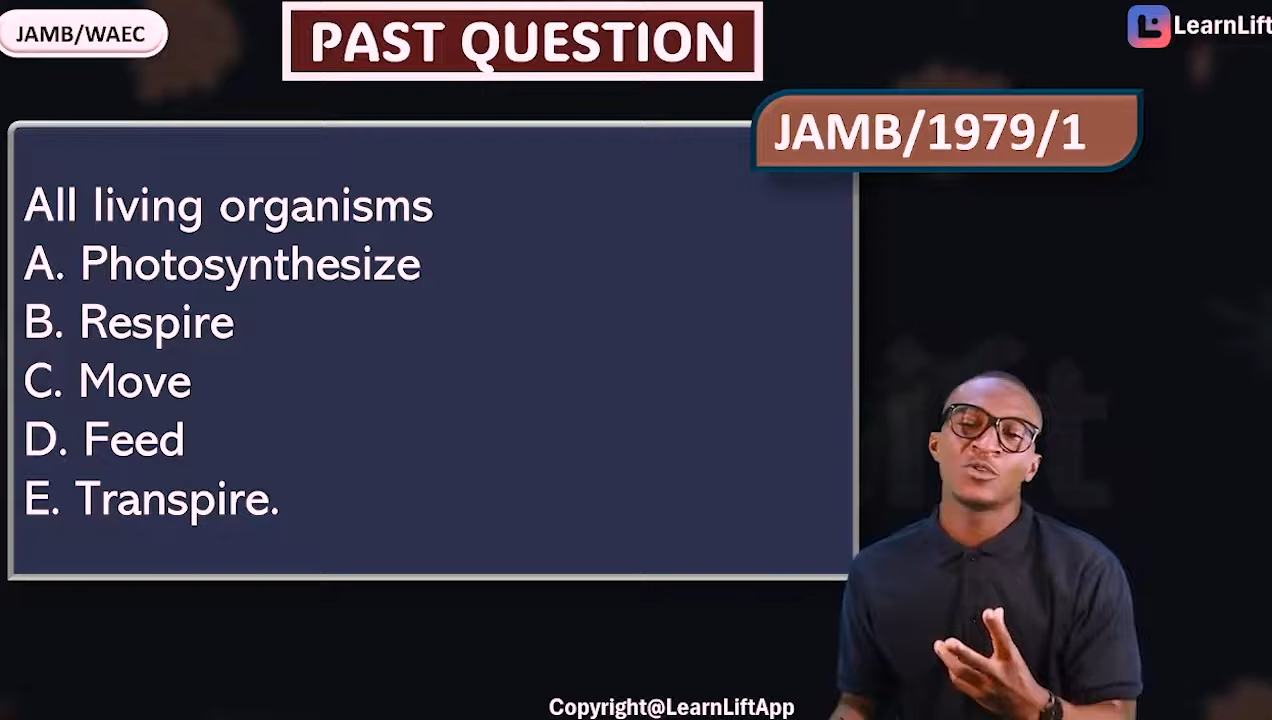 JAMB/WAEC
PAST QUESTION
LearnLift
JAMB/1979/1
All living organisms
A. Photosynthesize
B. Respire
C. Move
D. Feed
E. Transpire.
Copyright@LearnLiftApp